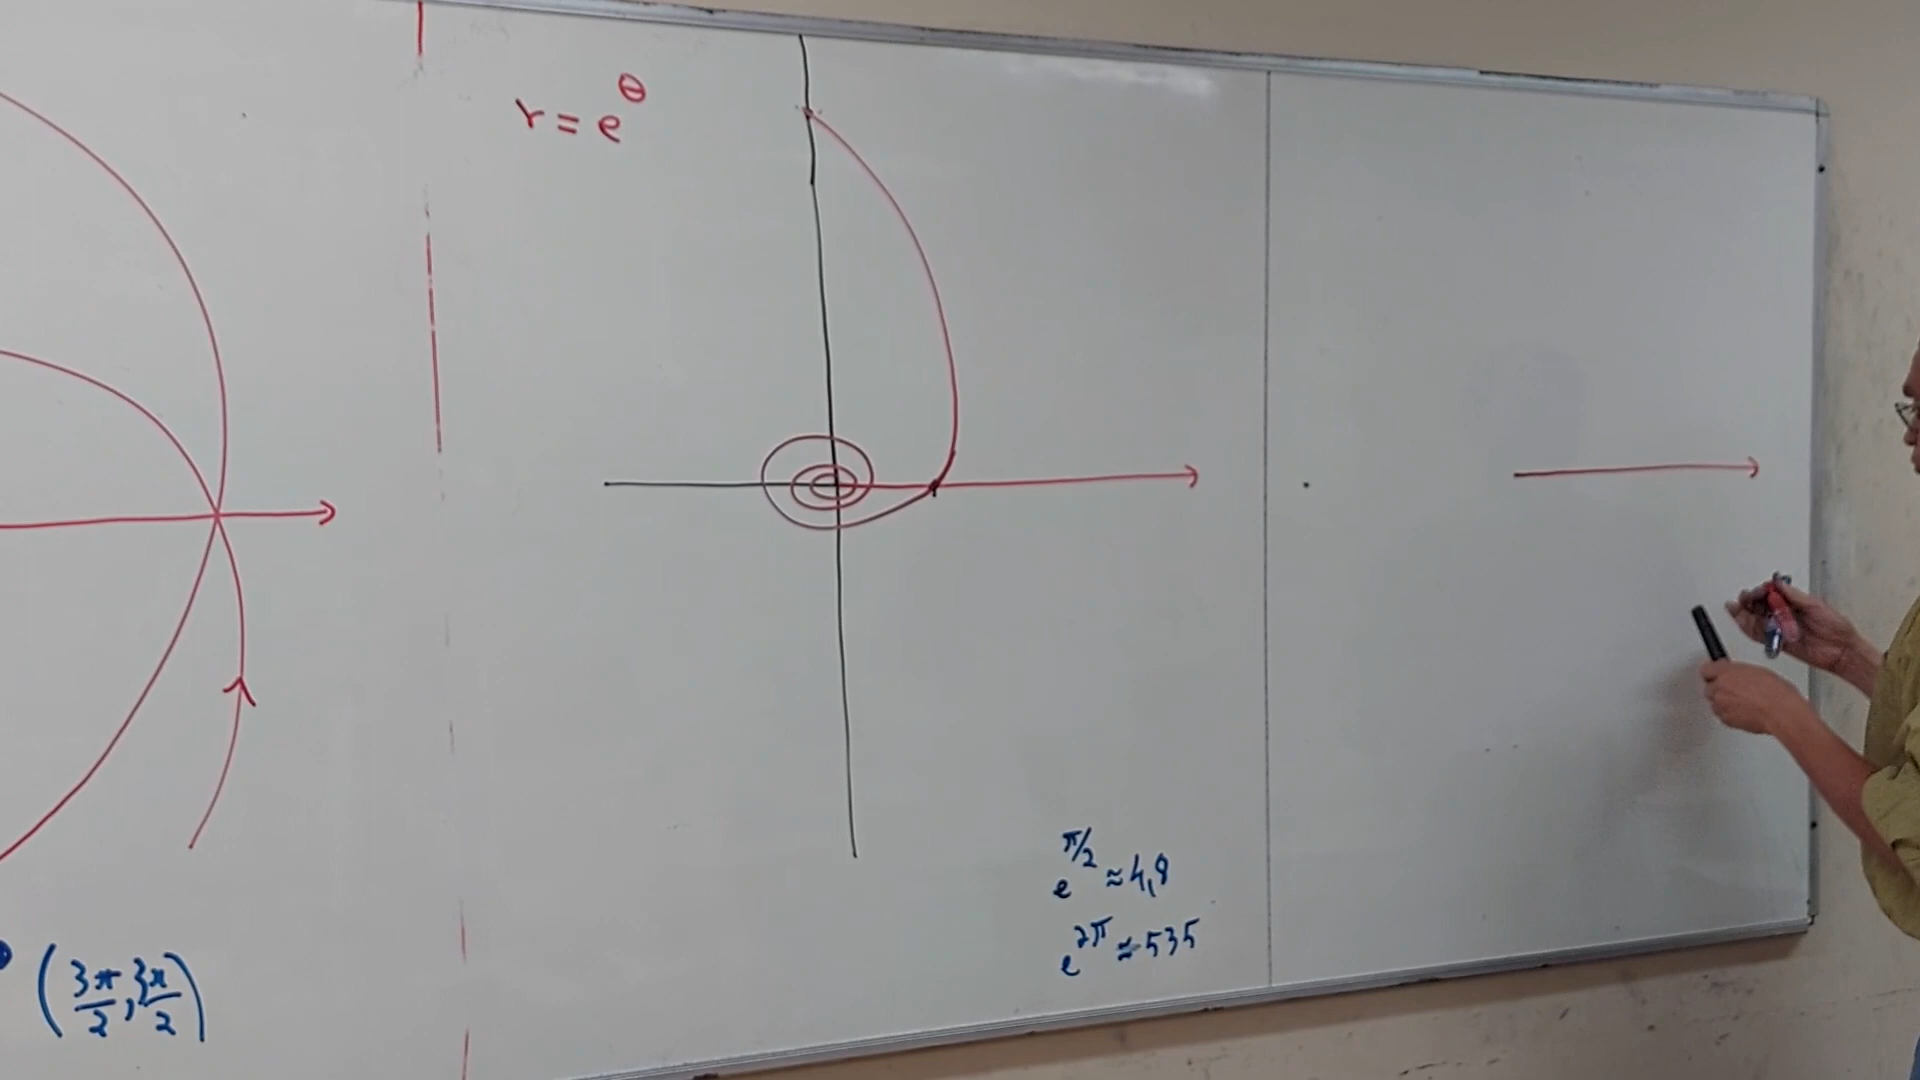 r = e^θ
e^{π/2} ≈ 4,8
e^{2π} ≈ 535
(3π/2, 3π/2)